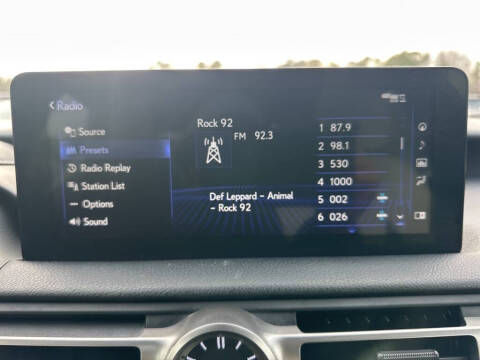 Radio
Source
Presets
Radio Replay
Station List
Options
Sound
Rock 92
FM 92.3
Def Leppard – Animal
– Rock 92
1 87.9
2 98.1
3 530
4 1000
5 002
6 026